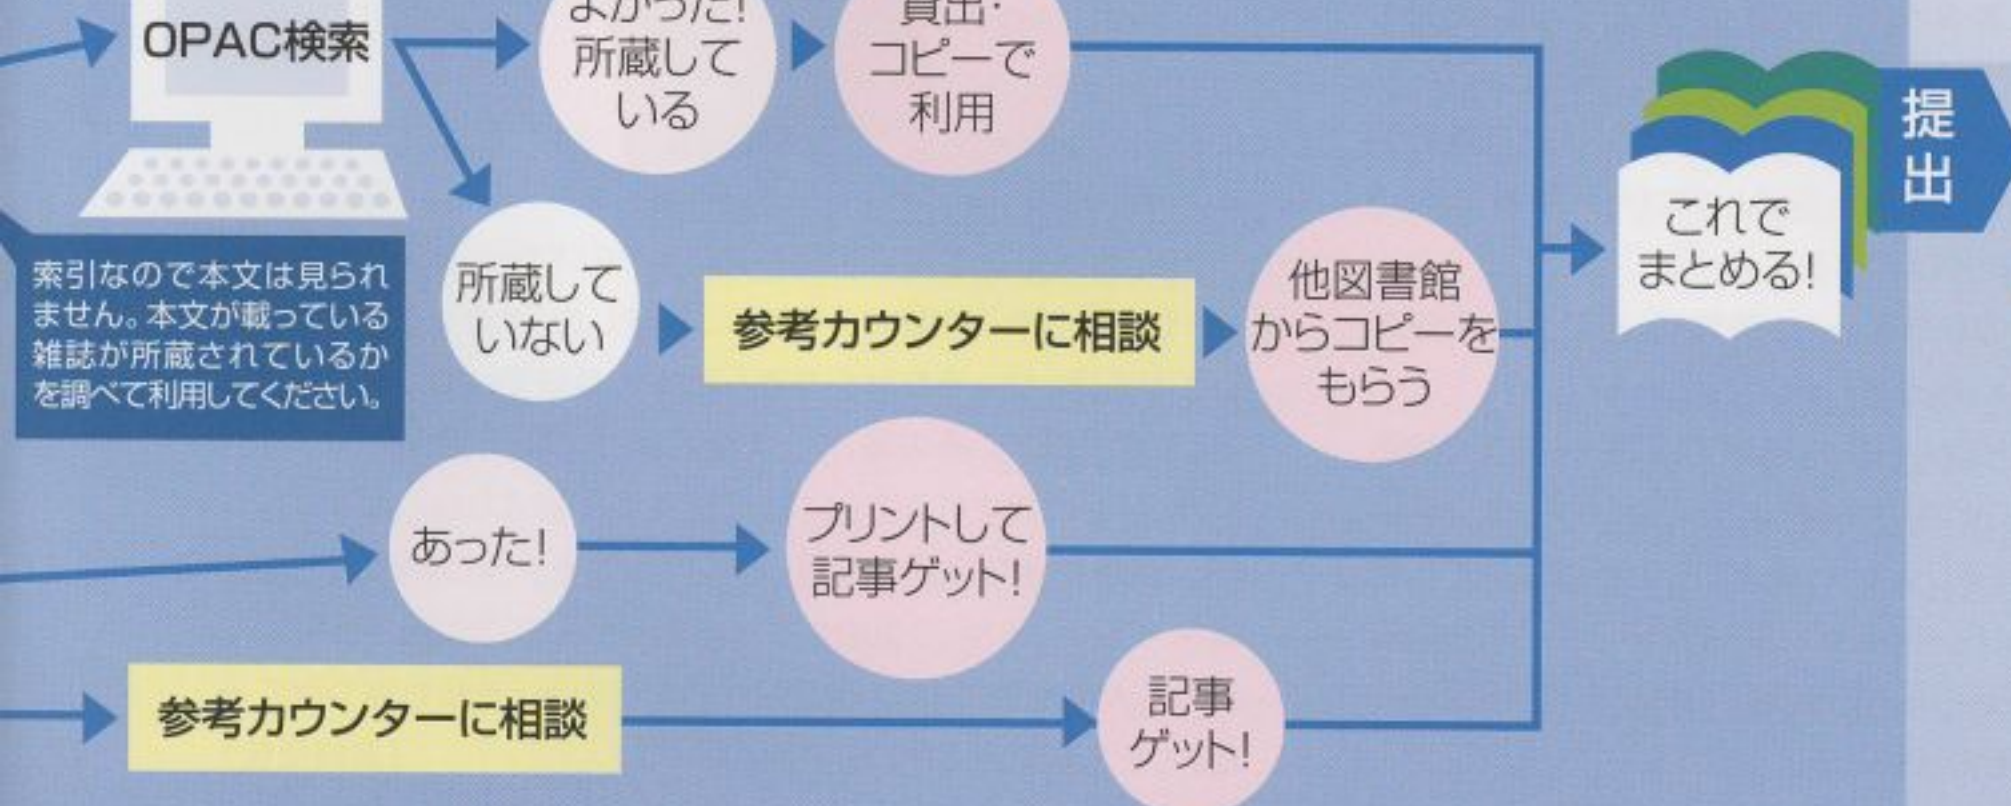 OPAC検索
よかった!
所蔵して
いる
貸出・
コピーで
利用
提出
これで
まとめる!
索引なので本文は見られ
ません。本文が載っている
雑誌が所蔵されているか
を調べて利用してください。
所蔵して
いない
参考カウンターに相談
他図書館
からコピーを
もらう
あった!
プリントして
記事ゲット!
参考カウンターに相談
記事
ゲット!